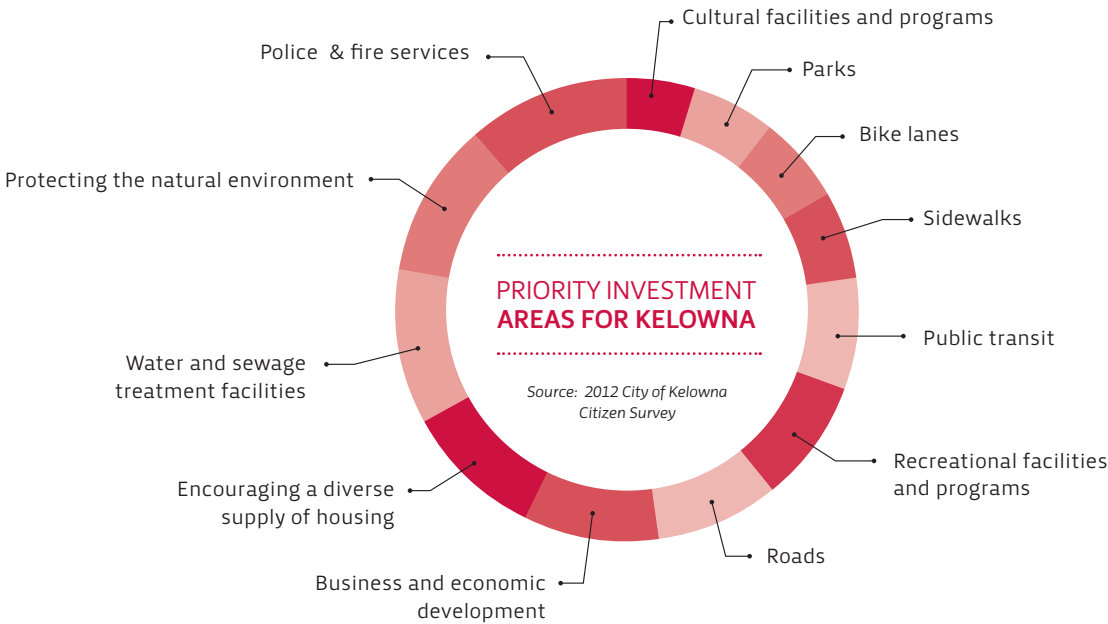 Cultural facilities and programs
Police & fire services
Parks
Bike lanes
Protecting the natural environment
Sidewalks
PRIORITY INVESTMENT
AREAS FOR KELOWNA
Public transit
Water and sewage
treatment facilities
Source: 2012 City of Kelowna
Citizen Survey
Recreational facilities
and programs
Encouraging a diverse
supply of housing
Roads
Business and economic
development